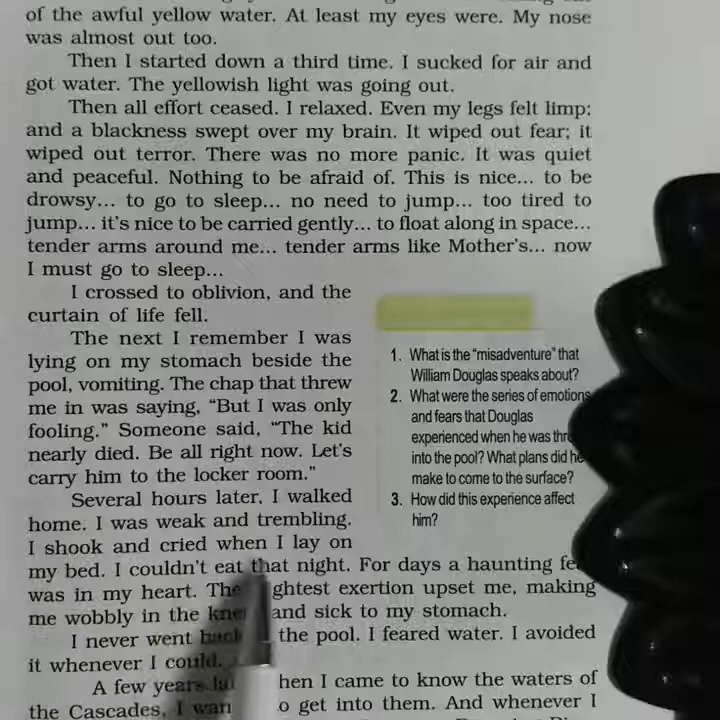 of the awful yellow water. At least my eyes were. My nose
was almost out too.
Then I started down a third time. I sucked for air and
got water. The yellowish light was going out.
Then all effort ceased. I relaxed. Even my legs felt limp;
and a blackness swept over my brain. It wiped out fear; it
wiped out terror. There was no more panic. It was quiet
and peaceful. Nothing to be afraid of. This is nice... to be
drowsy... to go to sleep... no need to jump... too tired to
jump... it's nice to be carried gently... to float along in space...
tender arms around me... tender arms like Mother's... now
I must go to sleep...
I crossed to oblivion, and the
curtain of life fell.
The next I remember I was
lying on my stomach beside the
pool, vomiting. The chap that threw
me in was saying, “But I was only
fooling.” Someone said, “The kid
nearly died. Be all right now. Let's
carry him to the locker room.”
Several hours later, I walked
home. I was weak and trembling.
I shook and cried when I lay on
my bed. I couldn't eat that night. For days a haunting
was in my heart. The ghtest exertion upset me, making
me wobbly in the and sick to my stomach.
I never went back the pool. I feared water. I avoided
it whenever I could.
A few years hen I came to know the waters of
the Cascades, I o get into them. And whenever I
1. What is the “misadventure” that
William Douglas speaks about?
2. What were the series of emotions
and fears that Douglas
experienced when he was
into the pool? What plans did he
make to come to the surface?
3. How did this experience affect
him?